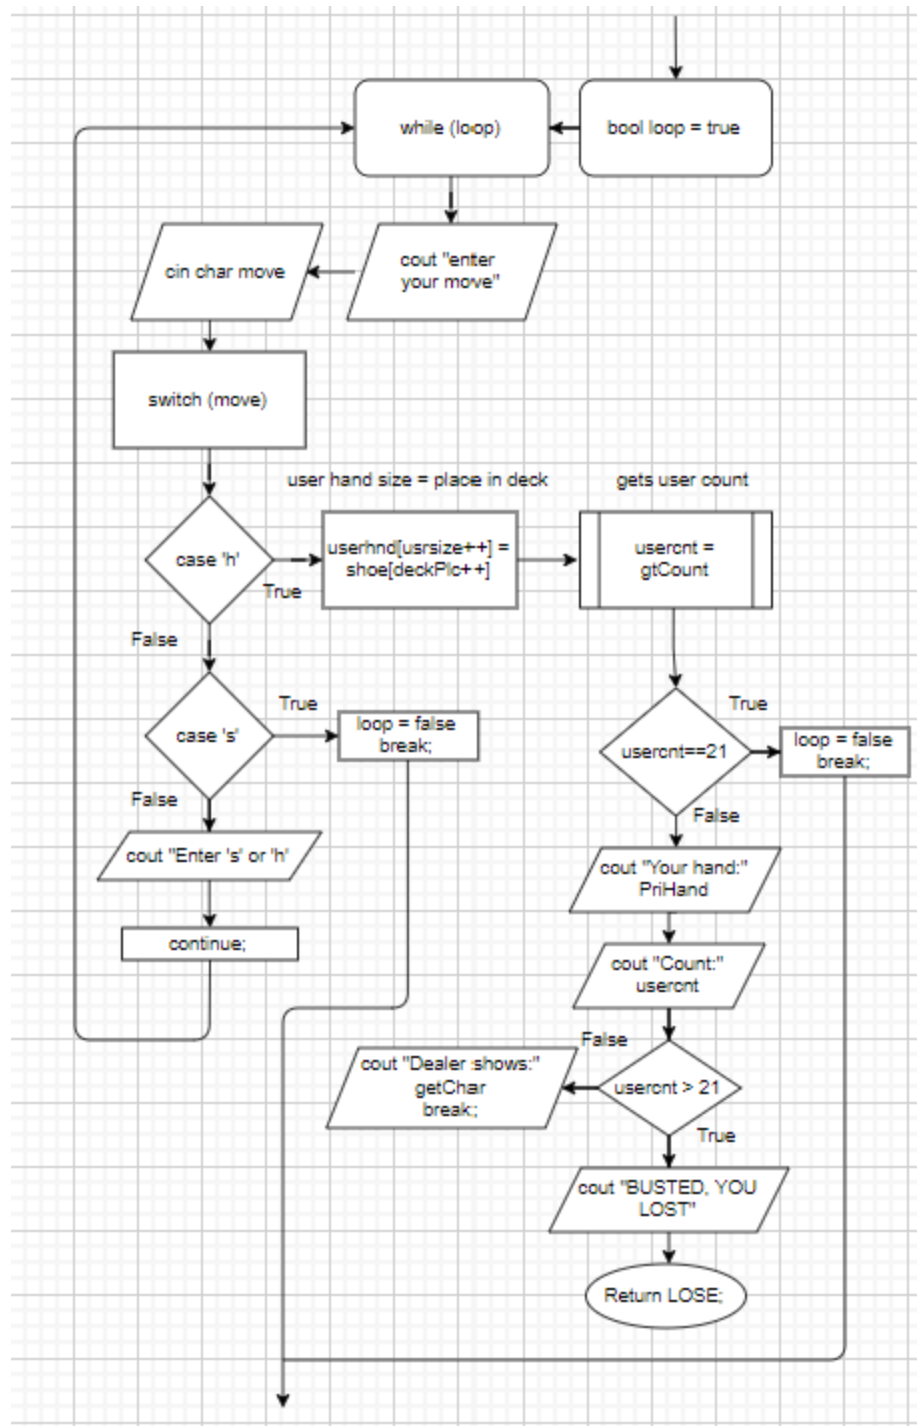 while (loop)
bool loop = true
cin char move
cout "enter
your move"
switch (move)
user hand size = place in deck
gets user count
case 'h'
True
userhnd[usrsize++] =
shoe[deckPlc++]
usercnt =
gtCount
False
case 's'
True
loop = false
break;
usercnt==21
True
loop = false
break;
False
False
cout "Enter 's' or 'h'
cout "Your hand:"
PriHand
continue;
cout "Count:"
usercnt
False
cout "Dealer shows:"
getChar
break;
usercnt > 21
True
cout "BUSTED, YOU
LOST"
Return LOSE;